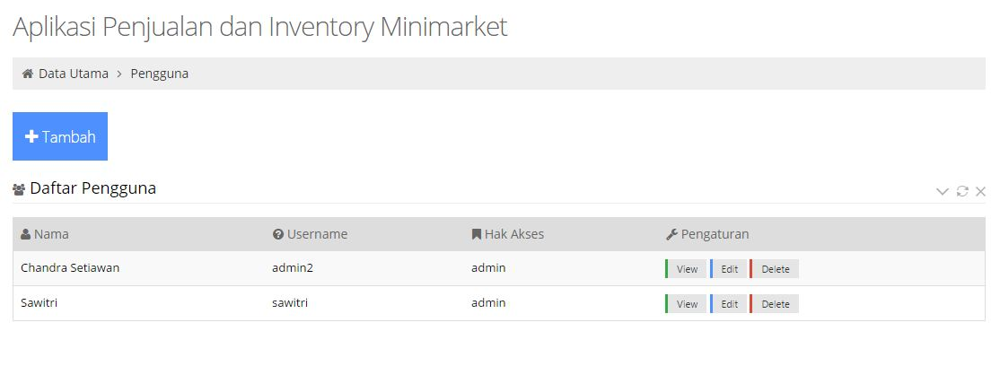 Aplikasi Penjualan dan Inventory Minimarket
Data Utama > Pengguna
+ Tambah
Daftar Pengguna
Nama Username Hak Akses Pengaturan
Chandra Setiawan admin2 admin View Edit Delete
Sawitri sawitri admin View Edit Delete